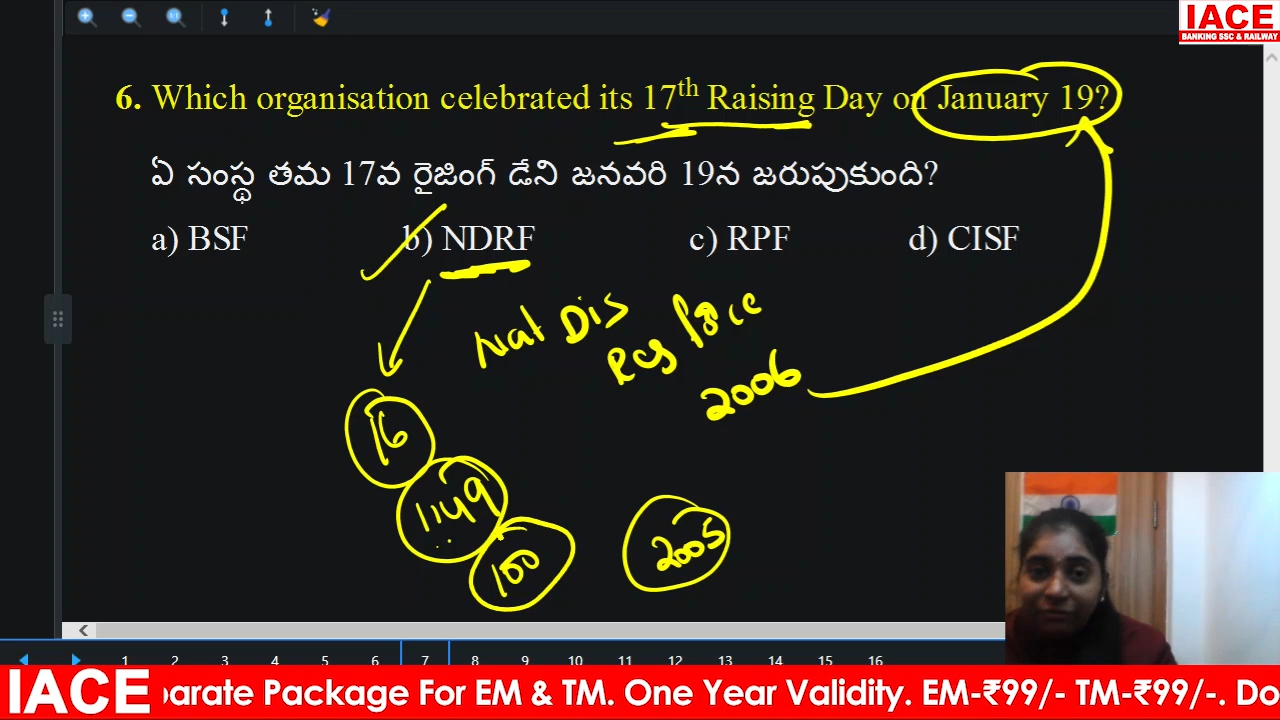 IACE
BANKING SSC & RAILWAY
6. Which organisation celebrated its 17th Raising Day on January 19?
ఏ సంస్థ తమ 17వ రైజింగ్ డేని జనవరి 19న జరుపుకుంది?
a) BSF b) NDRF c) RPF d) CISF
Nat Dis
Res force
2006
16
1149
100
2005
1 2 3 4 5 6 7 8 9 10 11 12 13 14 15 16
IACE parate Package For EM & TM. One Year Validity. EM-₹99/- TM-₹99/-. Do